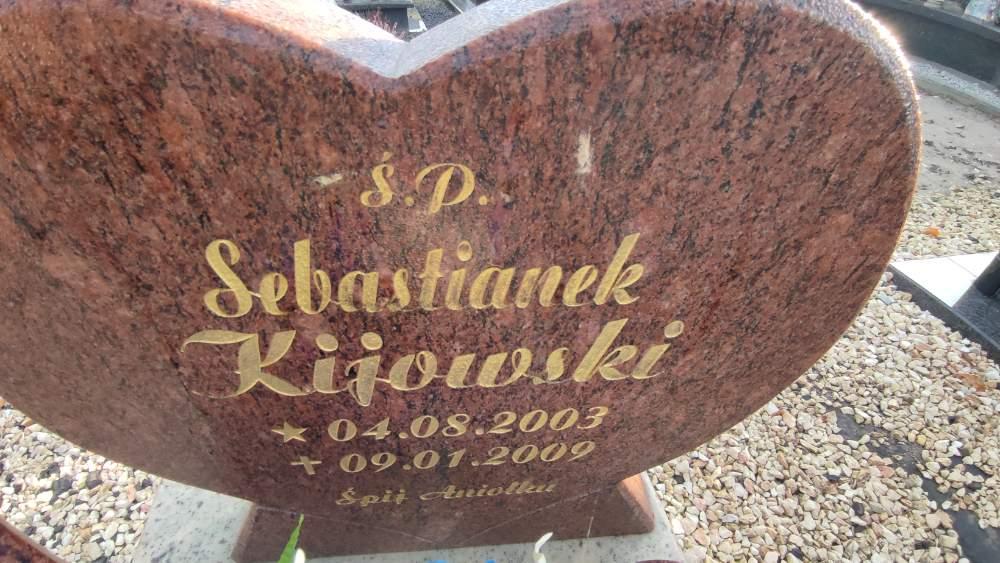 Ś.P.
Sebastianek
Kijowski
★ 04.08.2003
+ 09.01.2009
Śpij Aniołku